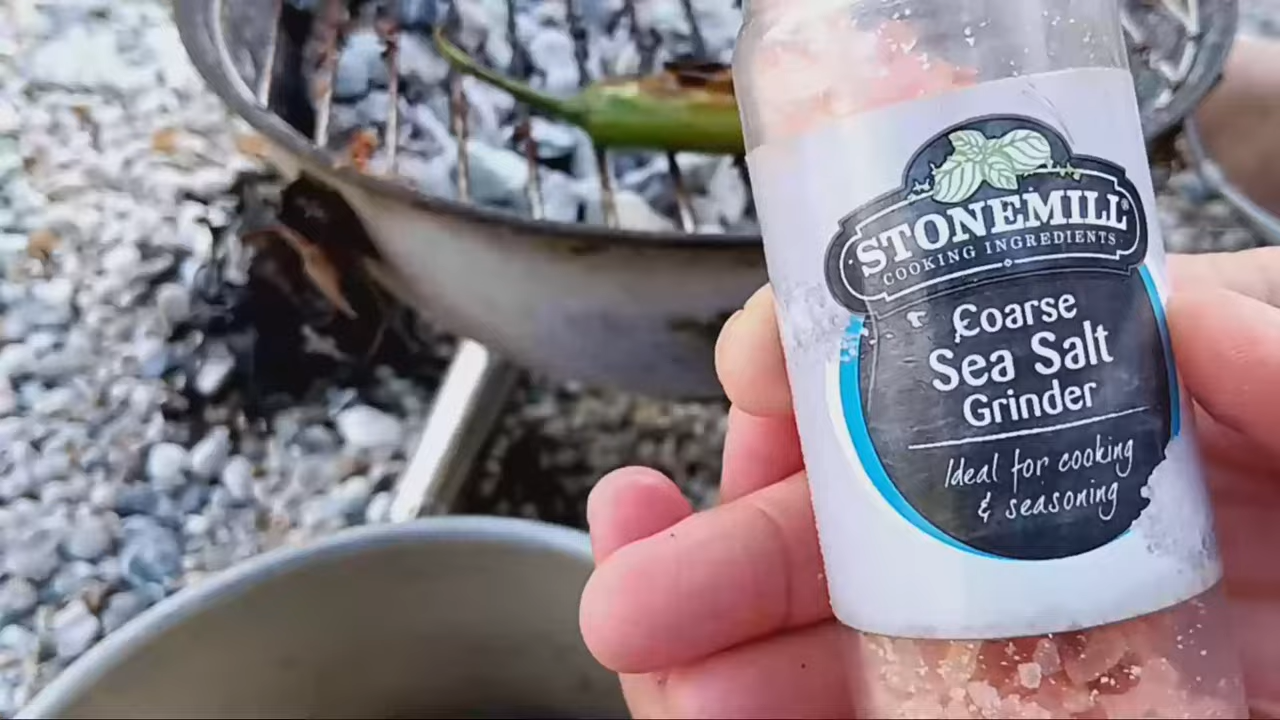 STONEMILL®
COOKING INGREDIENTS
Coarse
Sea Salt
Grinder
Ideal for cooking
& seasoning